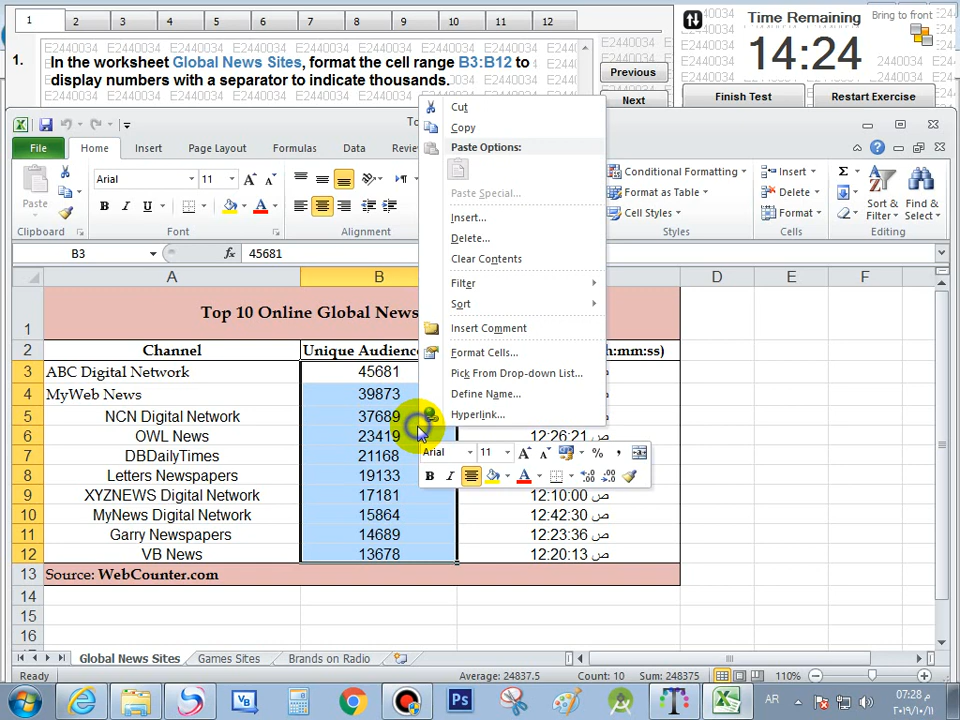 1 2 3 4 5 6 7 8 9 10 11 12
1.
In the worksheet Global News Sites, format the cell range B3:B12 to
display numbers with a separator to indicate thousands.
Previous
Next
Time Remaining
14:24
Bring to front
Finish Test
Restart Experience
File Home Insert Page Layout Formulas Data
Paste
Arial 11
B I U
Clipboard Font Alignment
Conditional Formatting
Format as Table
Cell Styles
Styles
Insert
Delete
Format
Cells
Σ
Sort & Filter
Find & Select
Editing
B3 fx 45681
Cut
Copy
Paste Options:
Paste Special...
Insert...
Delete...
Clear Contents
Filter
Sort
Insert Comment
Format Cells...
Pick From Drop-down List...
Define Name...
Hyperlink...
Arial 11
B I A
A B D E F
1 Top 10 Online Global News
2 Channel Unique Audience h:mm:ss)
3 ABC Digital Network 45681
4 MyWeb News 39873
5 NCN Digital Network 37689
6 OWL News 23419 12:26:21 ص
7 DBDailyTimes 21168
8 Letters Newspapers 19133
9 XYZNEWS Digital Network 17181 12:10:00 ص
10 MyNews Digital Network 15864 12:42:30 ص
11 Garry Newspapers 14689 12:23:36 ص
12 VB News 13678 12:20:13 ص
13 Source: WebCounter.com
14
15
16
Global News Sites Games Sites Brands on Radio
Ready Average: 24837.5 Count: 10 Sum: 248375 110%
AR
07:28 م
٢٠١٩/١٠/١١